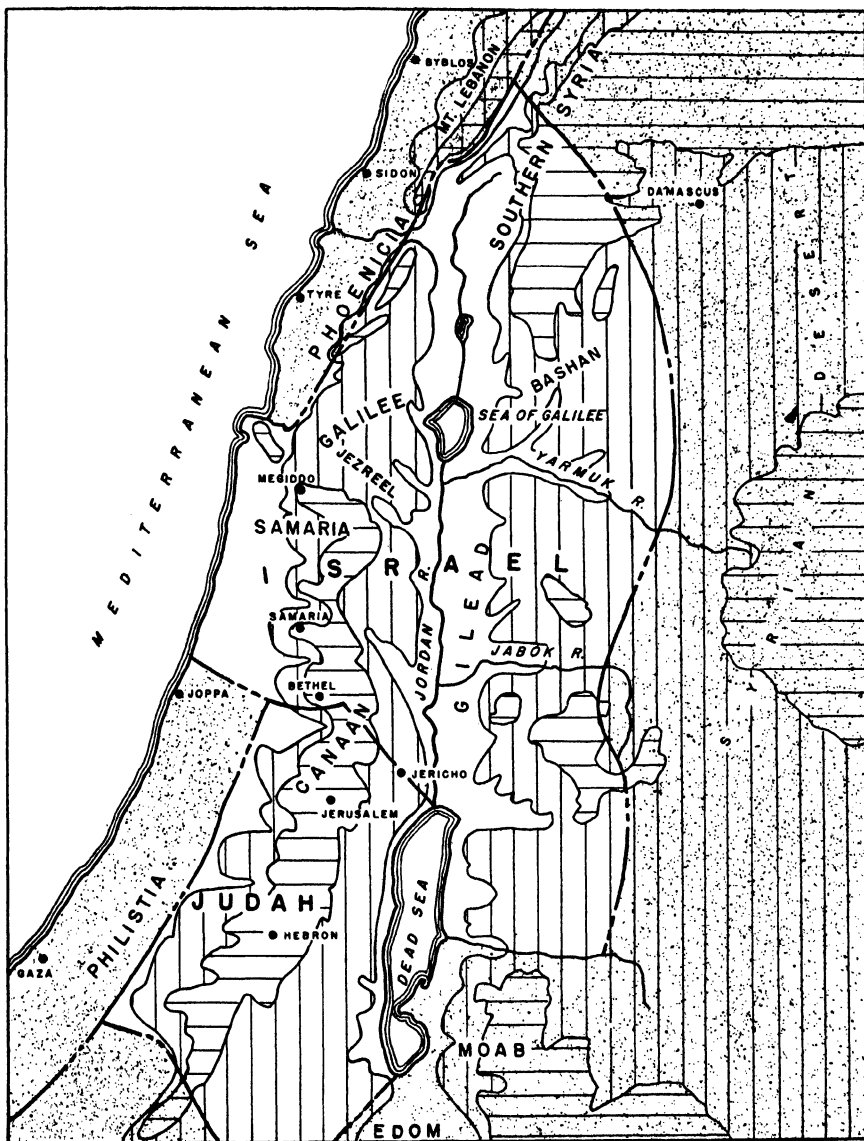 BYBLOS
MT. LEBANON
SYRIA
SOUTHERN
SIDON
DAMASCUS
PHOENICIA
TYRE
MEDITERRANEAN SEA
SYRIAN DESERT
BASHAN
GALILEE
SEA OF GALILEE
JEZREEL
YARMUK R.
MEGIDDO
SAMARIA
ISRAEL
GILEAD
JORDAN R.
SAMARIA
JABOK R.
BETHEL
JOPPA
CANAAN
JERICHO
JERUSALEM
PHILISTIA
JUDAH
HEBRON
DEAD SEA
GAZA
MOAB
EDOM